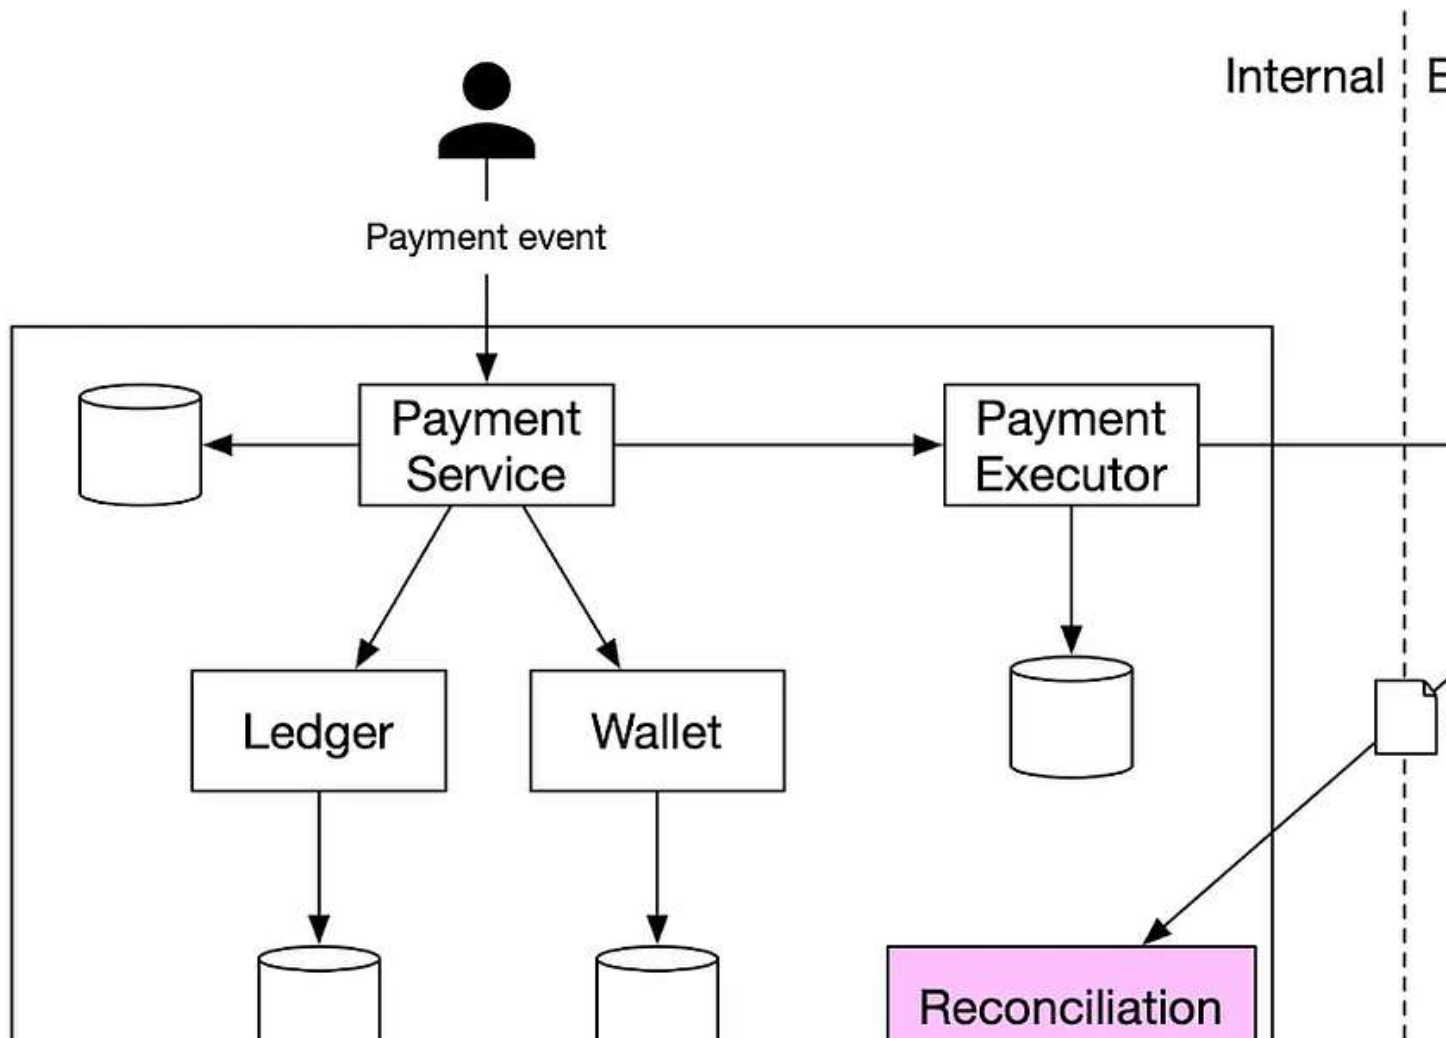 Internal
Payment event
Payment
Service
Payment
Executor
Ledger
Wallet
Reconciliation